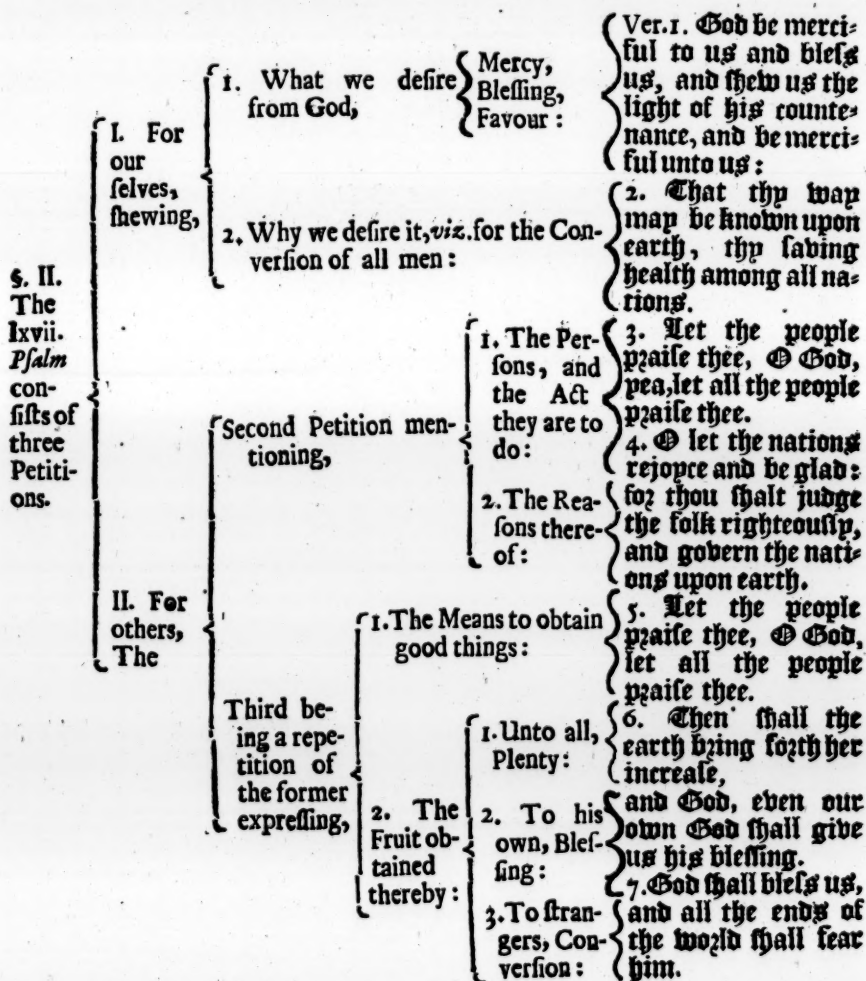 §. II.
The
lxvii.
Pſalm
con-
ſiſts of
three
Petiti-
ons.
I. For
our
ſelves,
ſhewing,
1. What we deſire
from God,
Mercy,
Bleſſing,
Favour :
Ver.1. God be merci-
ful to us and bleſs
us, and ſhew us the
light of his counte-
nance, and be merci-
ful unto us :
2. Why we deſire it, viz. for the Con-
verſion of all men :
2. That thy way
may be known upon
earth, thy ſaving
health among all na-
tions.
II. For
others,
The
Second Petition men-
tioning,
1. The Per-
ſons, and
the Act
they are to
do :
3. Let the people
praiſe thee, O God,
yea, let all the people
praiſe thee.
4. O let the nations
rejoyce and be glad :
2. The Rea-
ſons there-
of :
for thou ſhalt judge
the folk righteouſly,
and govern the nati-
ons upon earth.
Third be-
ing a repe-
tition of
the former
expreſſing,
1. The Means to obtain
good things :
5. Let the people
praiſe thee, O God,
let all the people
praiſe thee.
2. The
Fruit ob-
tained
thereby :
1. Unto all,
Plenty :
6. Then ſhall the
earth bring forth her
increaſe,
2. To his
own, Bleſ-
ſing :
and God, even our
own God ſhall give
us his bleſſing.
7. God ſhall bleſs us,
3. To ſtran-
gers, Con-
verſion :
and all the ends of
the world ſhall fear
him.